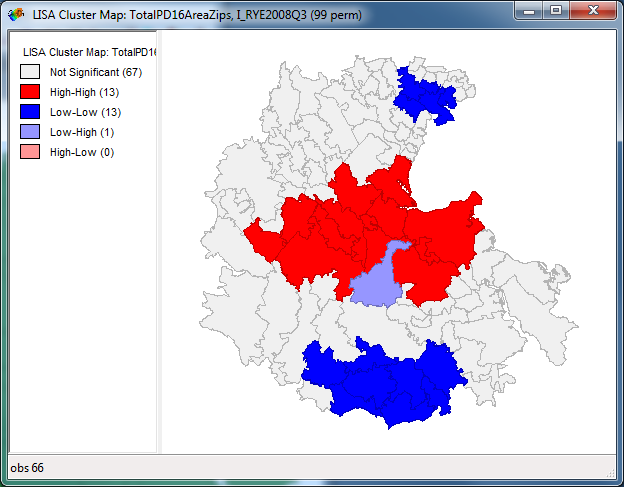 LISA Cluster Map: TotalPD16AreaZips, I_RYE2008Q3 (99 perm)
LISA Cluster Map: TotalPD16
Not Significant (67)
High-High (13)
Low-Low (13)
Low-High (1)
High-Low (0)
obs 66